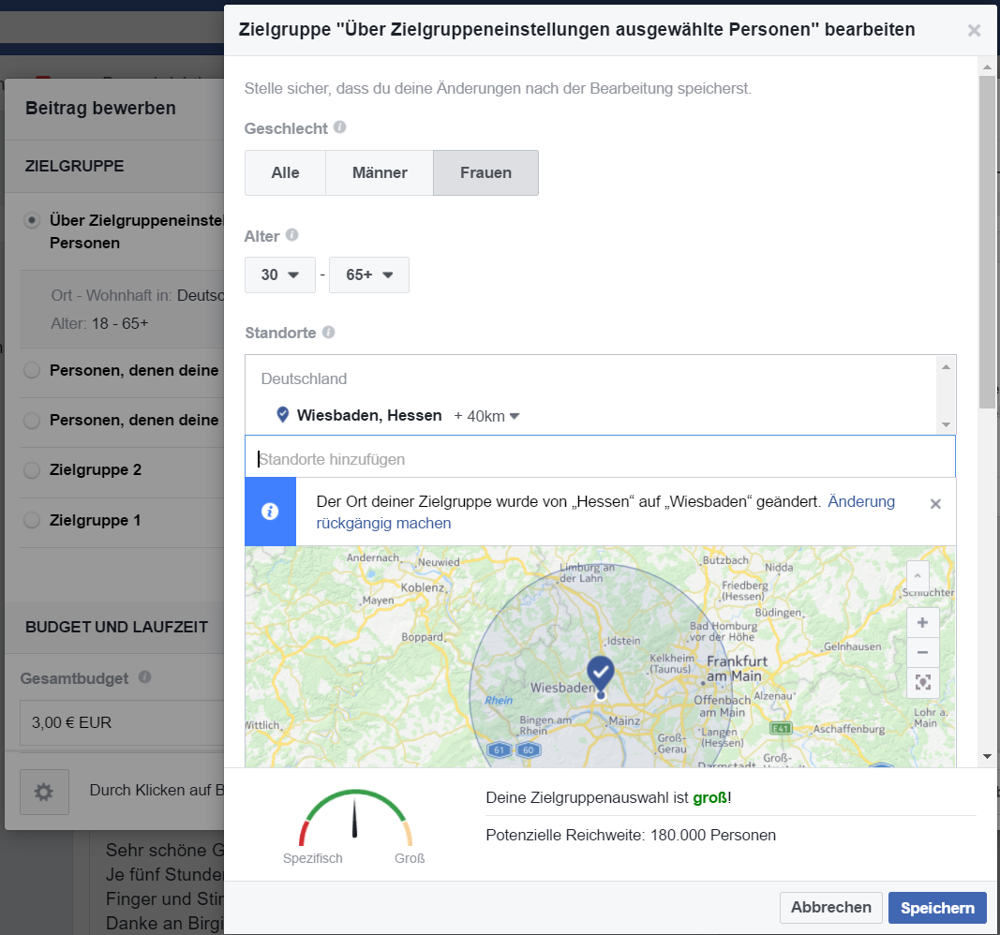 Zielgruppe "Über Zielgruppeneinstellungen ausgewählte Personen" bearbeiten
Stelle sicher, dass du deine Änderungen nach der Bearbeitung speicherst.
Geschlecht
Alle Männer Frauen
Alter
30 - 65+
Standorte
Deutschland
Wiesbaden, Hessen + 40km
Standorte hinzufügen
Der Ort deiner Zielgruppe wurde von „Hessen“ auf „Wiesbaden“ geändert. Änderung
rückgängig machen
Andernach
Neuwied
Koblenz
Mayen
Boppard
Limburg an
der Lahn
Butzbach
Nidda
Friedberg
(Hessen)
Schluchter
Büdingen
Bad Homburg
vor der Höhe
Gelnhausen
Idstein
Kelkheim
(Taunus)
Frankfurt
am Main
Wiesbaden
Rhein
Offenbach
am Main
Alzenau
Bingen am
Rhein
Mainz
Langen
(Hessen)
E41
Aschaffenburg
Lohr a.
Main
Wittlich
61 60
Groß-
Gerau
Groß-
Darmstadt
Spezifisch Groß
Deine Zielgruppenauswahl ist groß!
Potenzielle Reichweite: 180.000 Personen
Abbrechen Speichern
Beitrag bewerben
ZIELGRUPPE
Über Zielgruppeneinstel
Personen
Ort - Wohnhaft in: Deutsc
Alter: 18 - 65+
Personen, denen deine
Personen, denen deine
Zielgruppe 2
Zielgruppe 1
BUDGET UND LAUFZEIT
Gesamtbudget
3,00 € EUR
Durch Klicken auf B
Sehr schöne G
Je fünf Stunden
Finger und Stim
Danke an Birgi